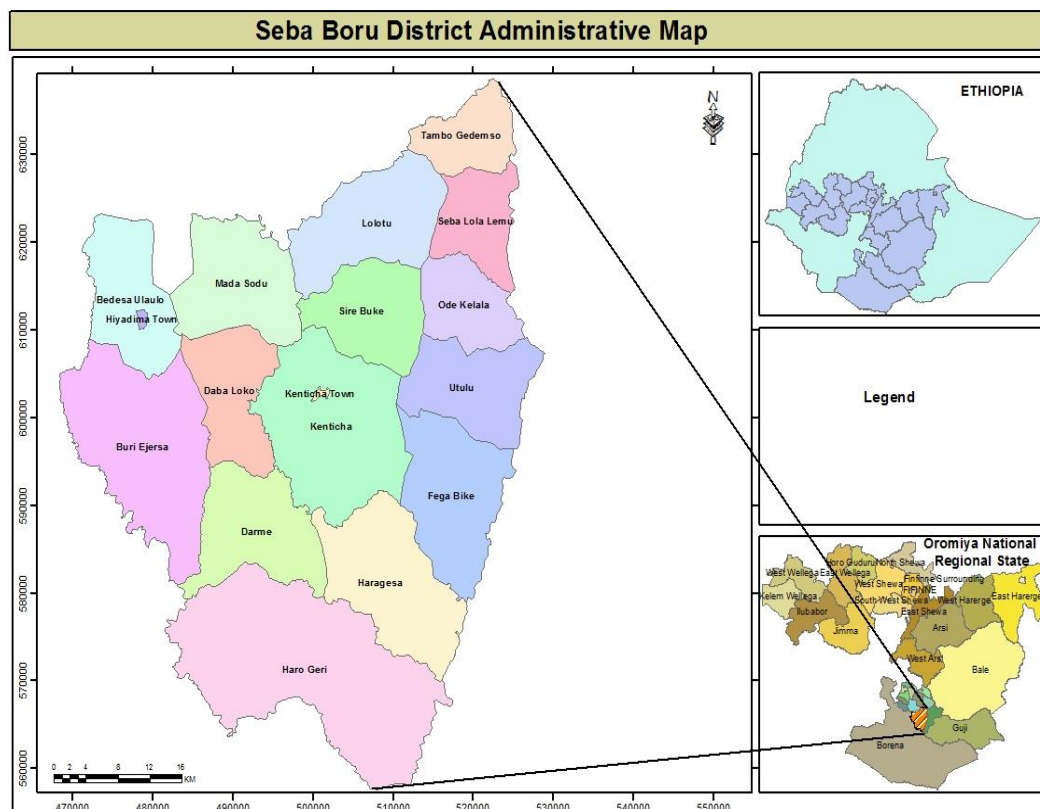 Seba Boru District Administrative Map
N
Tambo Gedemso
Lolotu
Seba Lola Lemu
Mada Sodu
Bedesa Ulaulo
Hiyadima Town
Sire Buke
Ode Kelala
Daba Loko
Kenticha Town
Kenticha
Utulu
Buri Ejersa
Fega Bike
Darme
Haragesa
Haro Geri
630000
620000
610000
600000
590000
580000
570000
560000
0 2 4 8 12 16
KM
470000 480000 490000 500000 510000 520000 530000 540000 550000
ETHIOPIA
Legend
Oromiya National
Regional State
West Wellega
East Wellega
North Shewa
Kelem Wellega
West Shewa
Finfinne Surrounding
FIFINNE
South West Shewa
East Shewa
West Harerge
East Harerge
Jimma
Arsi
West Arsi
Bale
Guji
Borena